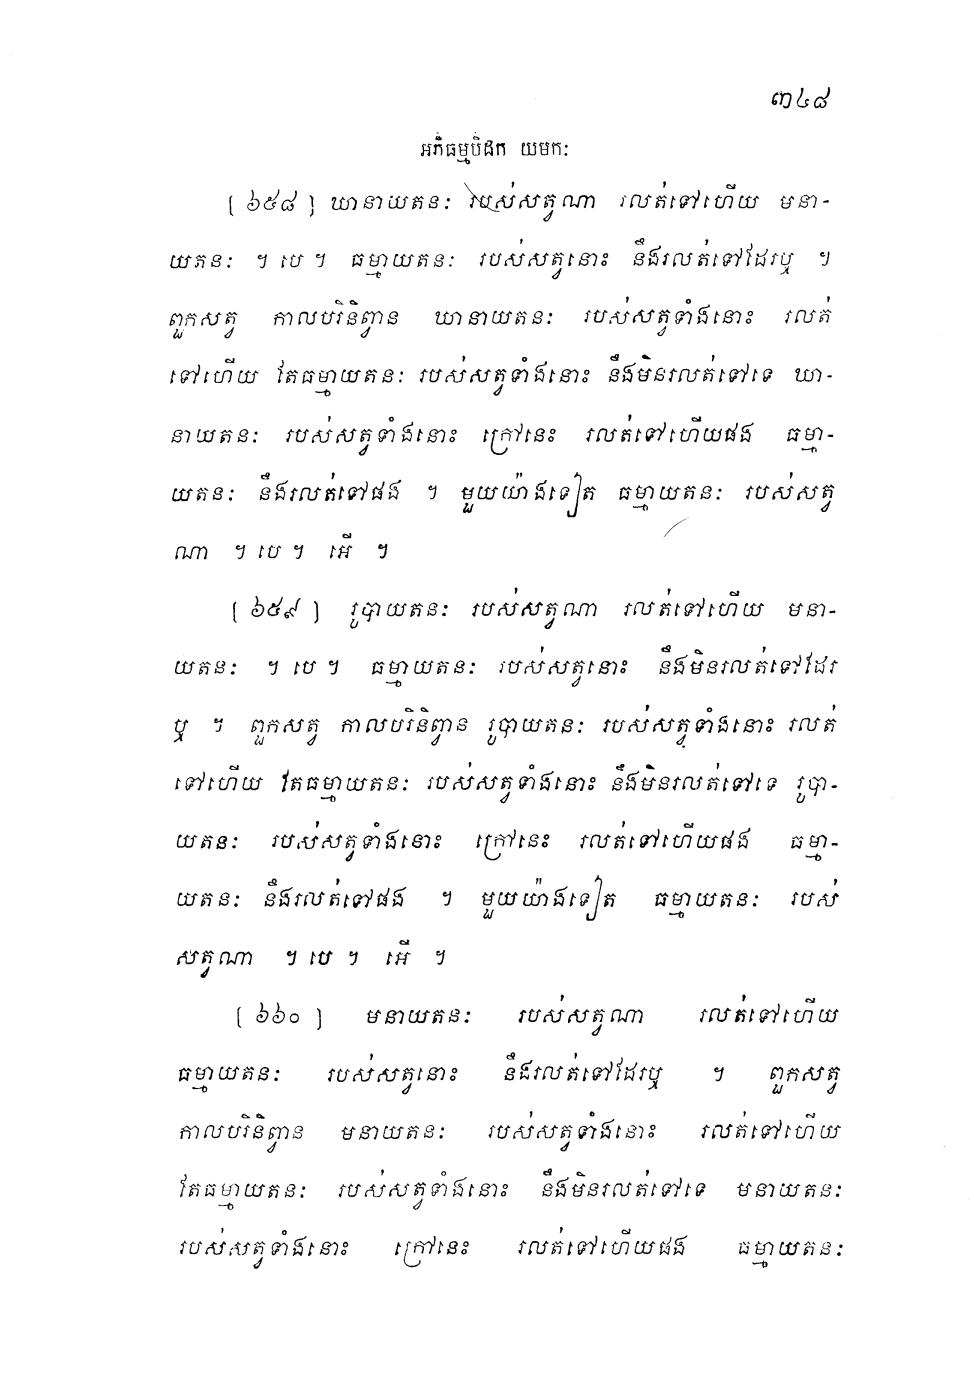 ៣៤៨
អភិធម្មបិដក យមកៈ
[ ៦៥៨ ] ឃានាយតនៈ របស់សត្វណា រលត់ទៅហើយ មនា-
យតនៈ ។ បេ ។ ធម្មាយតនៈ របស់សត្វនោះ នឹងរលត់ទៅដែរឬ ។
ពួកសត្វ កាលបរិនិព្វាន ឃានាយតនៈ របស់សត្វទាំងនោះ រលត់
ទៅហើយ តែធម្មាយតនៈ របស់សត្វទាំងនោះ នឹងមិនរលត់ទៅទេ ឃា-
នាយតនៈ របស់សត្វទាំងនោះ ក្រៅនេះ រលត់ទៅហើយផង ធម្មា-
យតនៈ នឹងរលត់ទៅផង ។ មួយយ៉ាងទៀត ធម្មាយតនៈ របស់សត្វ
ណា ។ បេ ។ អើ ។
[ ៦៥៩ ] រូបាយតនៈ របស់សត្វណា រលត់ទៅហើយ មនា-
យតនៈ ។ បេ ។ ធម្មាយតនៈ របស់សត្វនោះ នឹងមិនរលត់ទៅដែរ
ឬ ។ ពួកសត្វ កាលបរិនិព្វាន រូបាយតនៈ របស់សត្វទាំងនោះ រលត់
ទៅហើយ តែធម្មាយតនៈ របស់សត្វទាំងនោះ នឹងមិនរលត់ទៅទេ រូបា-
យតនៈ របស់សត្វទាំងនោះ ក្រៅនេះ រលត់ទៅហើយផង ធម្មា-
យតនៈ នឹងរលត់ទៅផង ។ មួយយ៉ាងទៀត ធម្មាយតនៈ របស់
សត្វណា ។ បេ ។ អើ ។
[ ៦៦០ ] មនាយតនៈ របស់សត្វណា រលត់ទៅហើយ
ធម្មាយតនៈ របស់សត្វនោះ នឹងរលត់ទៅដែរឬ ។ ពួកសត្វ
កាលបរិនិព្វាន មនាយតនៈ របស់សត្វទាំងនោះ រលត់ទៅហើយ
តែធម្មាយតនៈ របស់សត្វទាំងនោះ នឹងមិនរលត់ទៅទេ មនាយតនៈ
របស់សត្វទាំងនោះ ក្រៅនេះ រលត់ទៅហើយផង ធម្មាយតនៈ